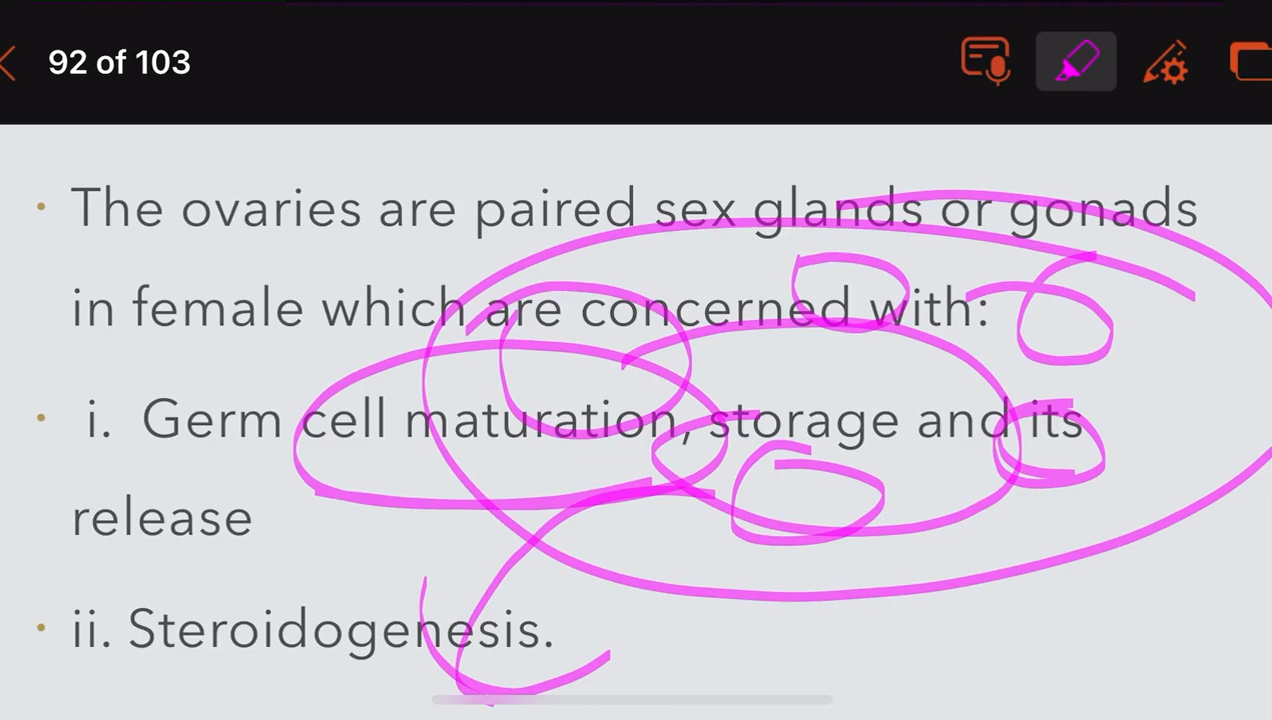 92 of 103
• The ovaries are paired sex glands or gonads
in female which are concerned with:
• i. Germ cell maturation, storage and its
release
• ii. Steroidogenesis.